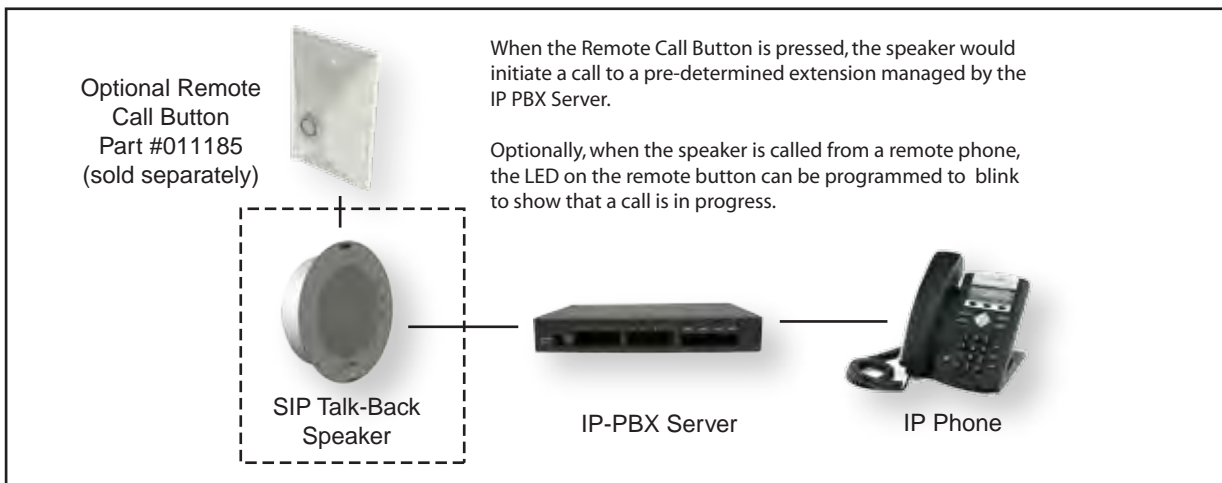 Optional Remote
Call Button
Part #011185
(sold separately)
When the Remote Call Button is pressed, the speaker would
initiate a call to a pre-determined extension managed by the
IP PBX Server.
Optionally, when the speaker is called from a remote phone,
the LED on the remote button can be programmed to blink
to show that a call is in progress.
SIP Talk-Back
Speaker
IP-PBX Server
IP Phone